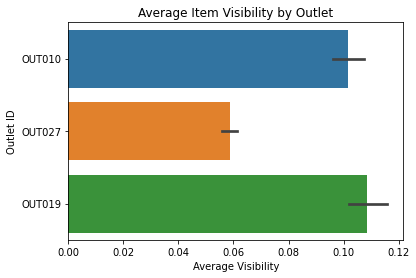 Average Item Visibility by Outlet
Outlet ID
OUT010
OUT027
OUT019
0.00 0.02 0.04 0.06 0.08 0.10 0.12
Average Visibility